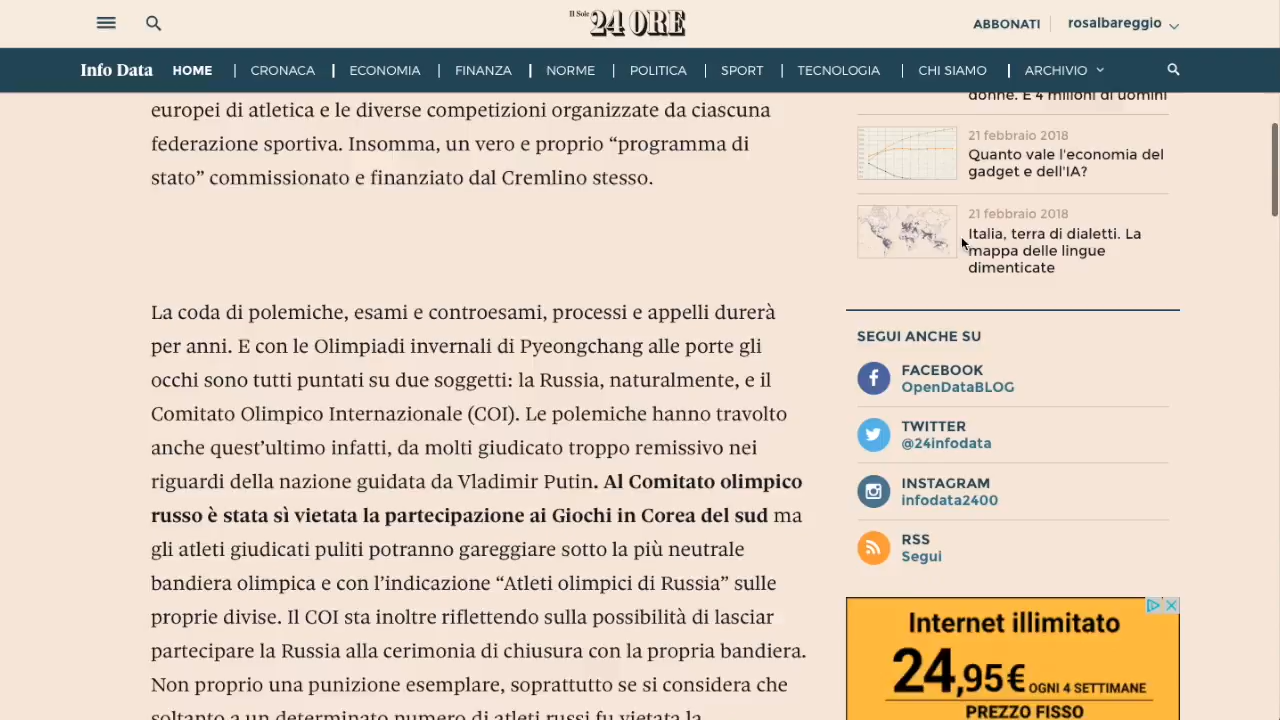 Il Sole
24 ORE
ABBONATI
rosalbareggio
Info Data
HOME
CRONACA
ECONOMIA
FINANZA
NORME
POLITICA
SPORT
TECNOLOGIA
CHI SIAMO
ARCHIVIO
europei di atletica e le diverse competizioni organizzate da ciascuna
federazione sportiva. Insomma, un vero e proprio “programma di
stato” commissionato e finanziato dal Cremlino stesso.
La coda di polemiche, esami e controesami, processi e appelli durerà
per anni. E con le Olimpiadi invernali di Pyeongchang alle porte gli
occhi sono tutti puntati su due soggetti: la Russia, naturalmente, e il
Comitato Olimpico Internazionale (COI). Le polemiche hanno travolto
anche quest’ultimo infatti, da molti giudicato troppo remissivo nei
riguardi della nazione guidata da Vladimir Putin. Al Comitato olimpico
russo è stata sì vietata la partecipazione ai Giochi in Corea del sud ma
gli atleti giudicati puliti potranno gareggiare sotto la più neutrale
bandiera olimpica e con l’indicazione “Atleti olimpici di Russia” sulle
proprie divise. Il COI sta inoltre riflettendo sulla possibilità di lasciar
partecipare la Russia alla cerimonia di chiusura con la propria bandiera.
Non proprio una punizione esemplare, soprattutto se si considera che
soltanto a un determinato numero di atleti russi fu vietata la
donne. E 4 milioni di uomini
21 febbraio 2018
Quanto vale l'economia del
gadget e dell'IA?
21 febbraio 2018
Italia, terra di dialetti. La
mappa delle lingue
dimenticate
SEGUI ANCHE SU
FACEBOOK
OpenDataBLOG
TWITTER
@24infodata
INSTAGRAM
infodata2400
RSS
Segui
Internet illimitato
24,95€ OGNI 4 SETTIMANE
PREZZO FISSO